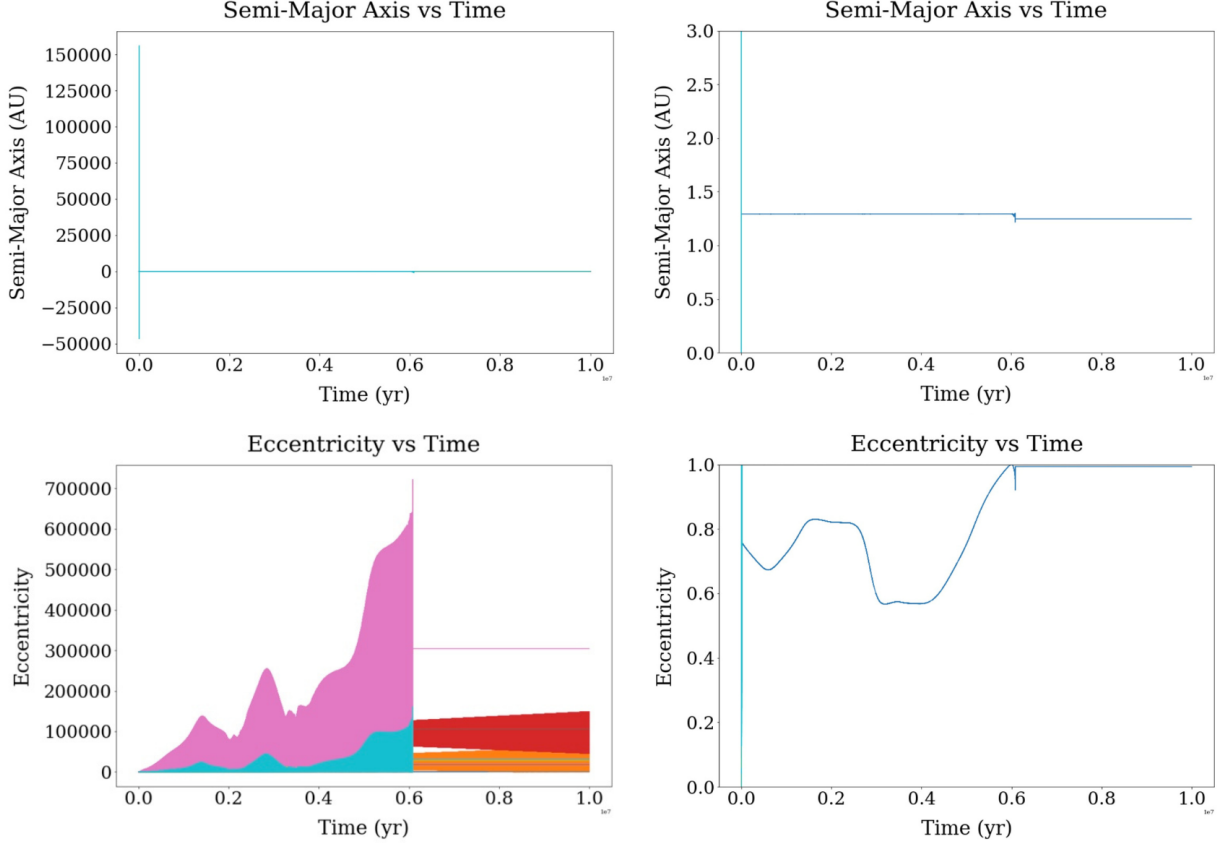 Semi-Major Axis vs Time
Semi-Major Axis (AU)
150000
125000
100000
75000
50000
25000
0
−25000
−50000
0.0 0.2 0.4 0.6 0.8 1.0
1e7
Time (yr)
Semi-Major Axis vs Time
Semi-Major Axis (AU)
3.0
2.5
2.0
1.5
1.0
0.5
0.0
0.0 0.2 0.4 0.6 0.8 1.0
1e7
Time (yr)
Eccentricity vs Time
Eccentricity
700000
600000
500000
400000
300000
200000
100000
0
0.0 0.2 0.4 0.6 0.8 1.0
1e7
Time (yr)
Eccentricity vs Time
Eccentricity
1.0
0.8
0.6
0.4
0.2
0.0
0.0 0.2 0.4 0.6 0.8 1.0
1e7
Time (yr)